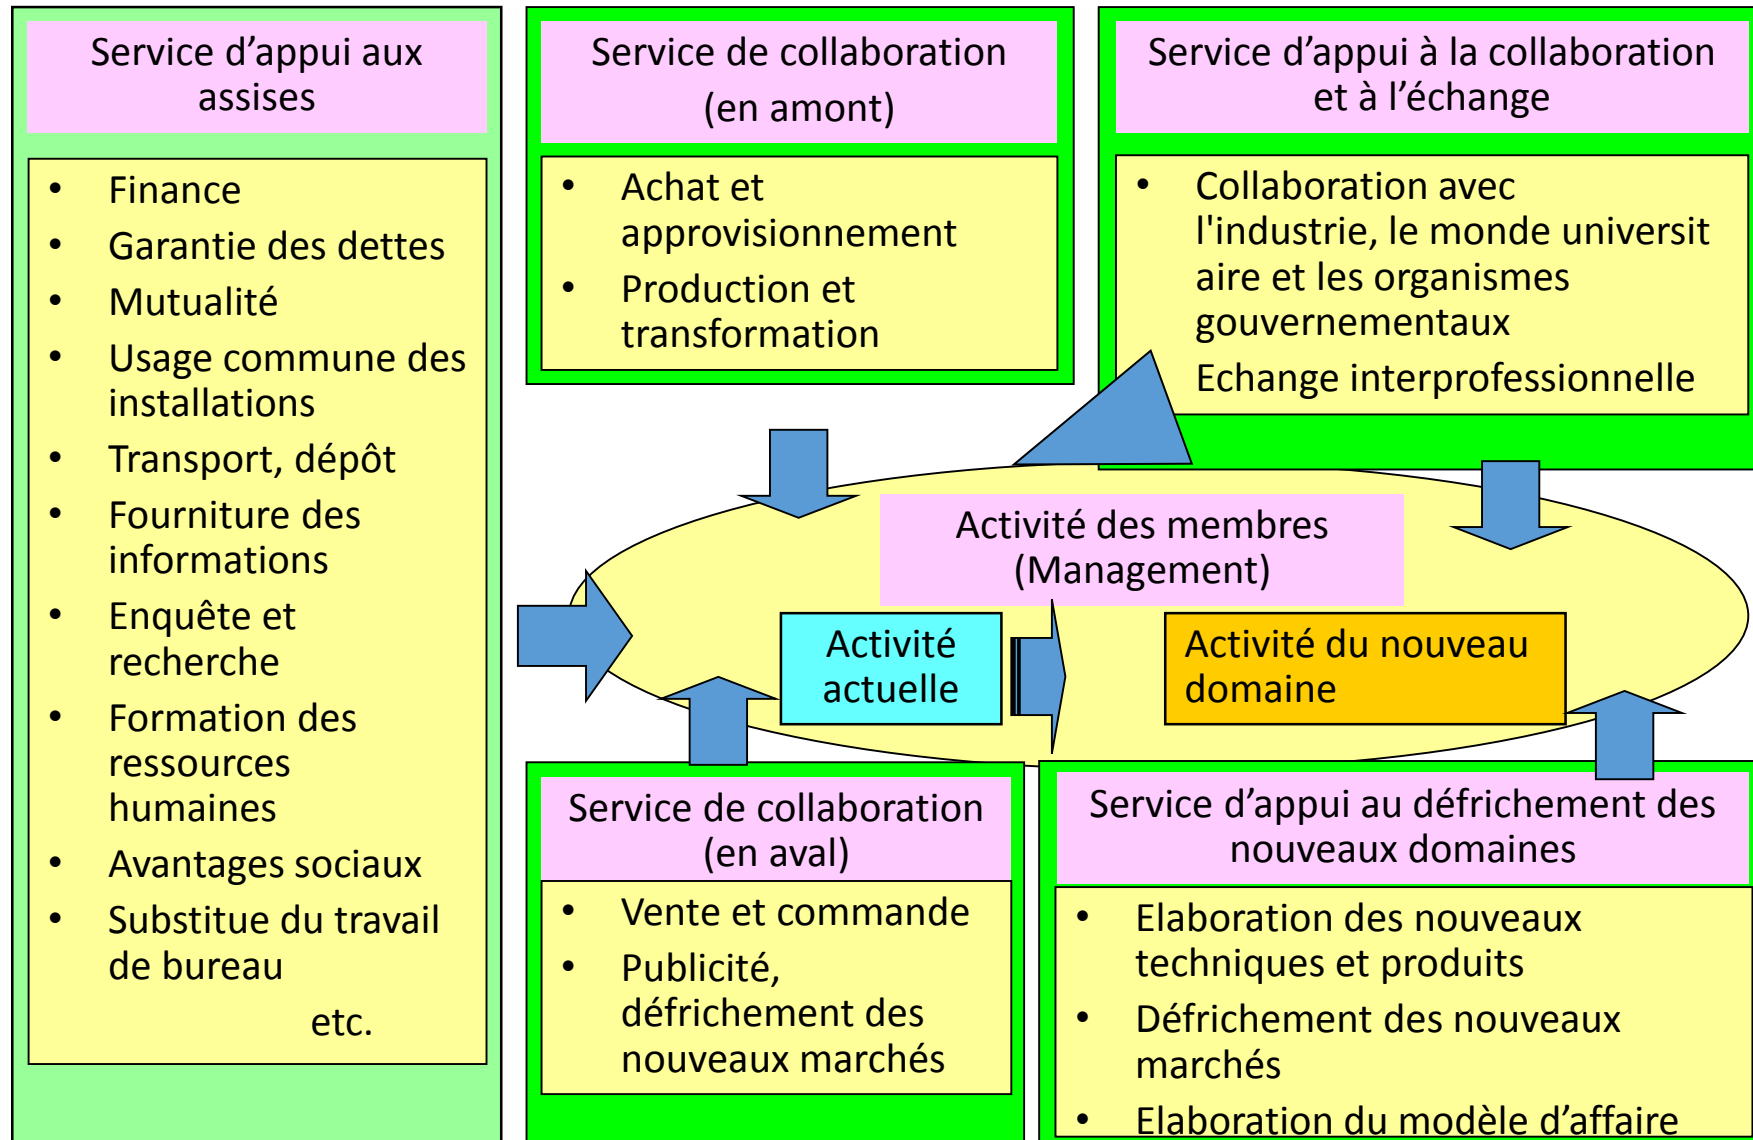 Service d’appui aux
assises
• Finance
• Garantie des dettes
• Mutualité
• Usage commune des
installations
• Transport, dépôt
• Fourniture des
informations
• Enquête et
recherche
• Formation des
ressources
humaines
• Avantages sociaux
• Substitue du travail
de bureau
etc.
Service de collaboration
(en amont)
• Achat et
approvisionnement
• Production et
transformation
Service d’appui à la collaboration
et à l’échange
• Collaboration avec
l'industrie, le monde universit
aire et les organismes
gouvernementaux
Echange interprofessionnelle
Activité des membres
(Management)
Activité
actuelle
Activité du nouveau
domaine
Service de collaboration
(en aval)
• Vente et commande
• Publicité,
défrichement des
nouveaux marchés
Service d’appui au défrichement des
nouveaux domaines
• Elaboration des nouveaux
techniques et produits
• Défrichement des nouveaux
marchés
• Elaboration du modèle d’affaire